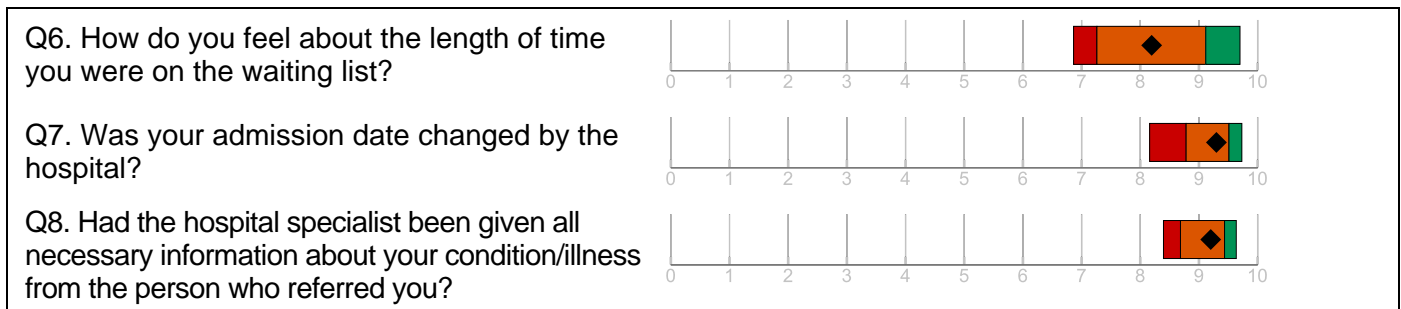 Q6. How do you feel about the length of time
you were on the waiting list?
0 1 2 3 4 5 6 7 8 9 10
Q7. Was your admission date changed by the
hospital?
0 1 2 3 4 5 6 7 8 9 10
Q8. Had the hospital specialist been given all
necessary information about your condition/illness
from the person who referred you?
0 1 2 3 4 5 6 7 8 9 10